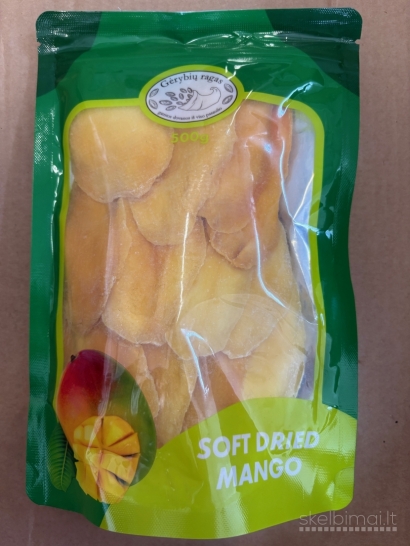 Gėrybių ragas
500g
SOFT DRIED
MANGO
skelbimai.lt